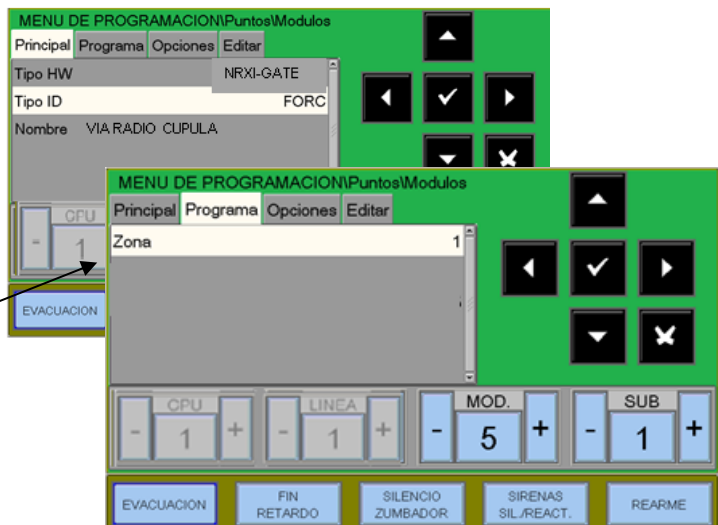 MENU DE PROGRAMACION\Puntos\Modulos
Principal Programa Opciones Editar
Tipo HW NRXI-GATE
Tipo ID FORC
Nombre VIA RADIO CUPULA
CPU
- 1
EVACUACION
MENU DE PROGRAMACION\Puntos\Modulos
Principal Programa Opciones Editar
Zona 1
CPU LINEA MOD. SUB
- 1 + - 1 + - 5 + - 1 +
EVACUACION FIN RETARDO SILENCIO ZUMBADOR SIRENAS SIL./REACT. REARME